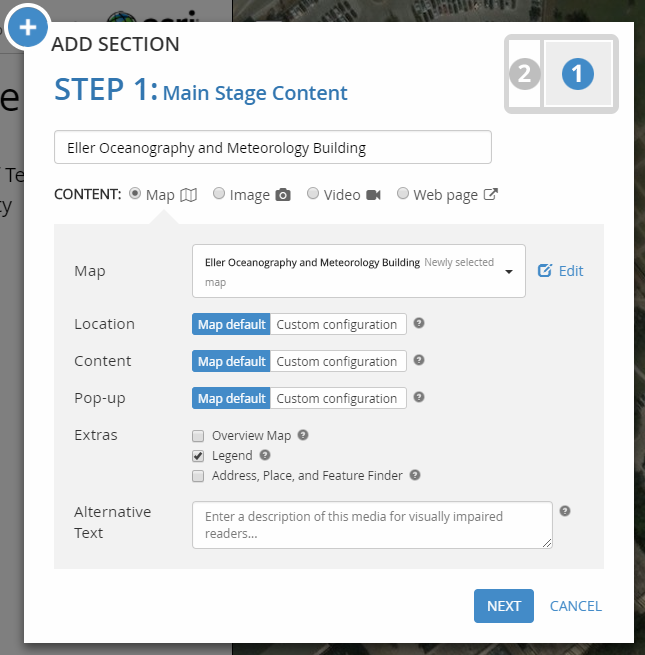 esri
ADD SECTION
STEP 1: Main Stage Content
2 1
Eller Oceanography and Meteorology Building
CONTENT: Map Image Video Web page
Map
Eller Oceanography and Meteorology Building Newly selected
map
Edit
Location Map default Custom configuration ?
Content Map default Custom configuration ?
Pop-up Map default Custom configuration ?
Extras Overview Map ?
Legend ?
Address, Place, and Feature Finder ?
Alternative
Text
Enter a description of this media for visually impaired
readers...
?
NEXT CANCEL
e
Te
y